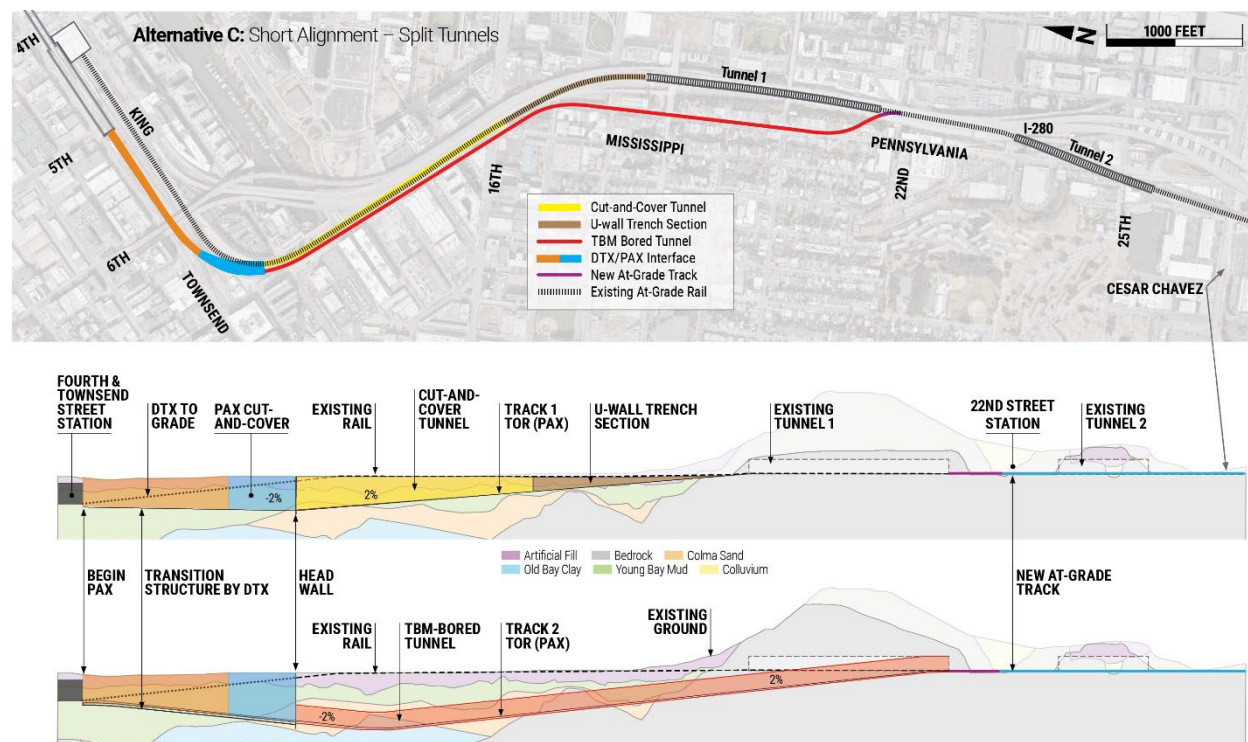 Alternative C: Short Alignment – Split Tunnels
N
1000 FEET
4TH
KING
5TH
6TH
TOWNSEND
16TH
MISSISSIPPI
Tunnel 1
PENNSYLVANIA
22ND
I-280
Tunnel 2
25TH
CESAR CHAVEZ
Cut-and-Cover Tunnel
U-wall Trench Section
TBM Bored Tunnel
DTX/PAX Interface
New At-Grade Track
Existing At-Grade Rail
FOURTH &
TOWNSEND
STREET
STATION
DTX TO
GRADE
PAX CUT-
AND-COVER
EXISTING
RAIL
CUT-AND-
COVER
TUNNEL
TRACK 1
TOR (PAX)
U-WALL TRENCH
SECTION
EXISTING
TUNNEL 1
22ND STREET
STATION
EXISTING
TUNNEL 2
-2%
2%
Artificial Fill
Bedrock
Colma Sand
Old Bay Clay
Young Bay Mud
Colluvium
BEGIN
PAX
TRANSITION
STRUCTURE BY DTX
HEAD
WALL
NEW AT-GRADE
TRACK
EXISTING
RAIL
TBM-BORED
TUNNEL
TRACK 2
TOR (PAX)
EXISTING
GROUND
-2%
2%